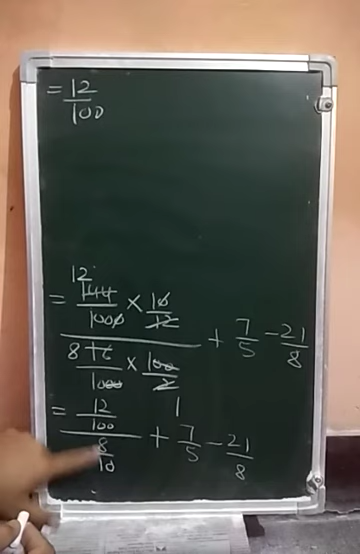 = 12/100
12
= 144/1000 × 10/12
8 16/1000 × 100/2 + 7/5 - 21/8
1
= 12/100
8/10 + 7/5 - 21/8